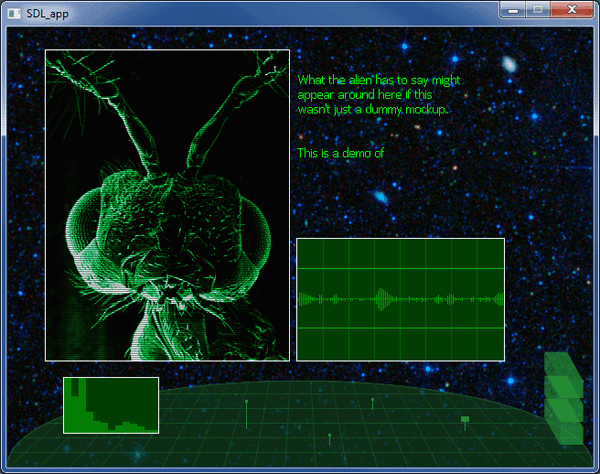 SDL_app
What the alien has to say might
appear around here if this
wasn't just a dummy mockup.
This is a demo of